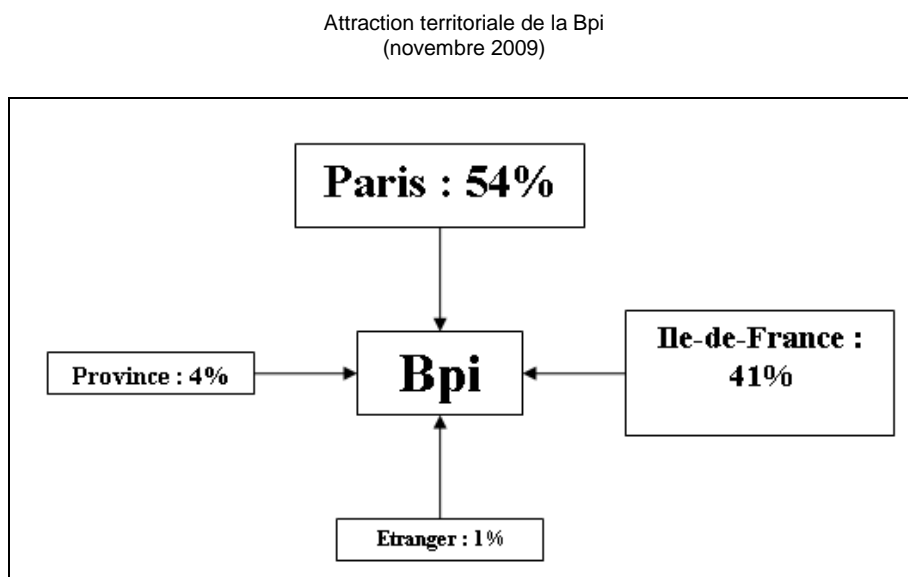 Attraction territoriale de la Bpi
(novembre 2009)
Paris : 54%
Ile-de-France :
41%
Province : 4%
Bpi
Etranger : 1%